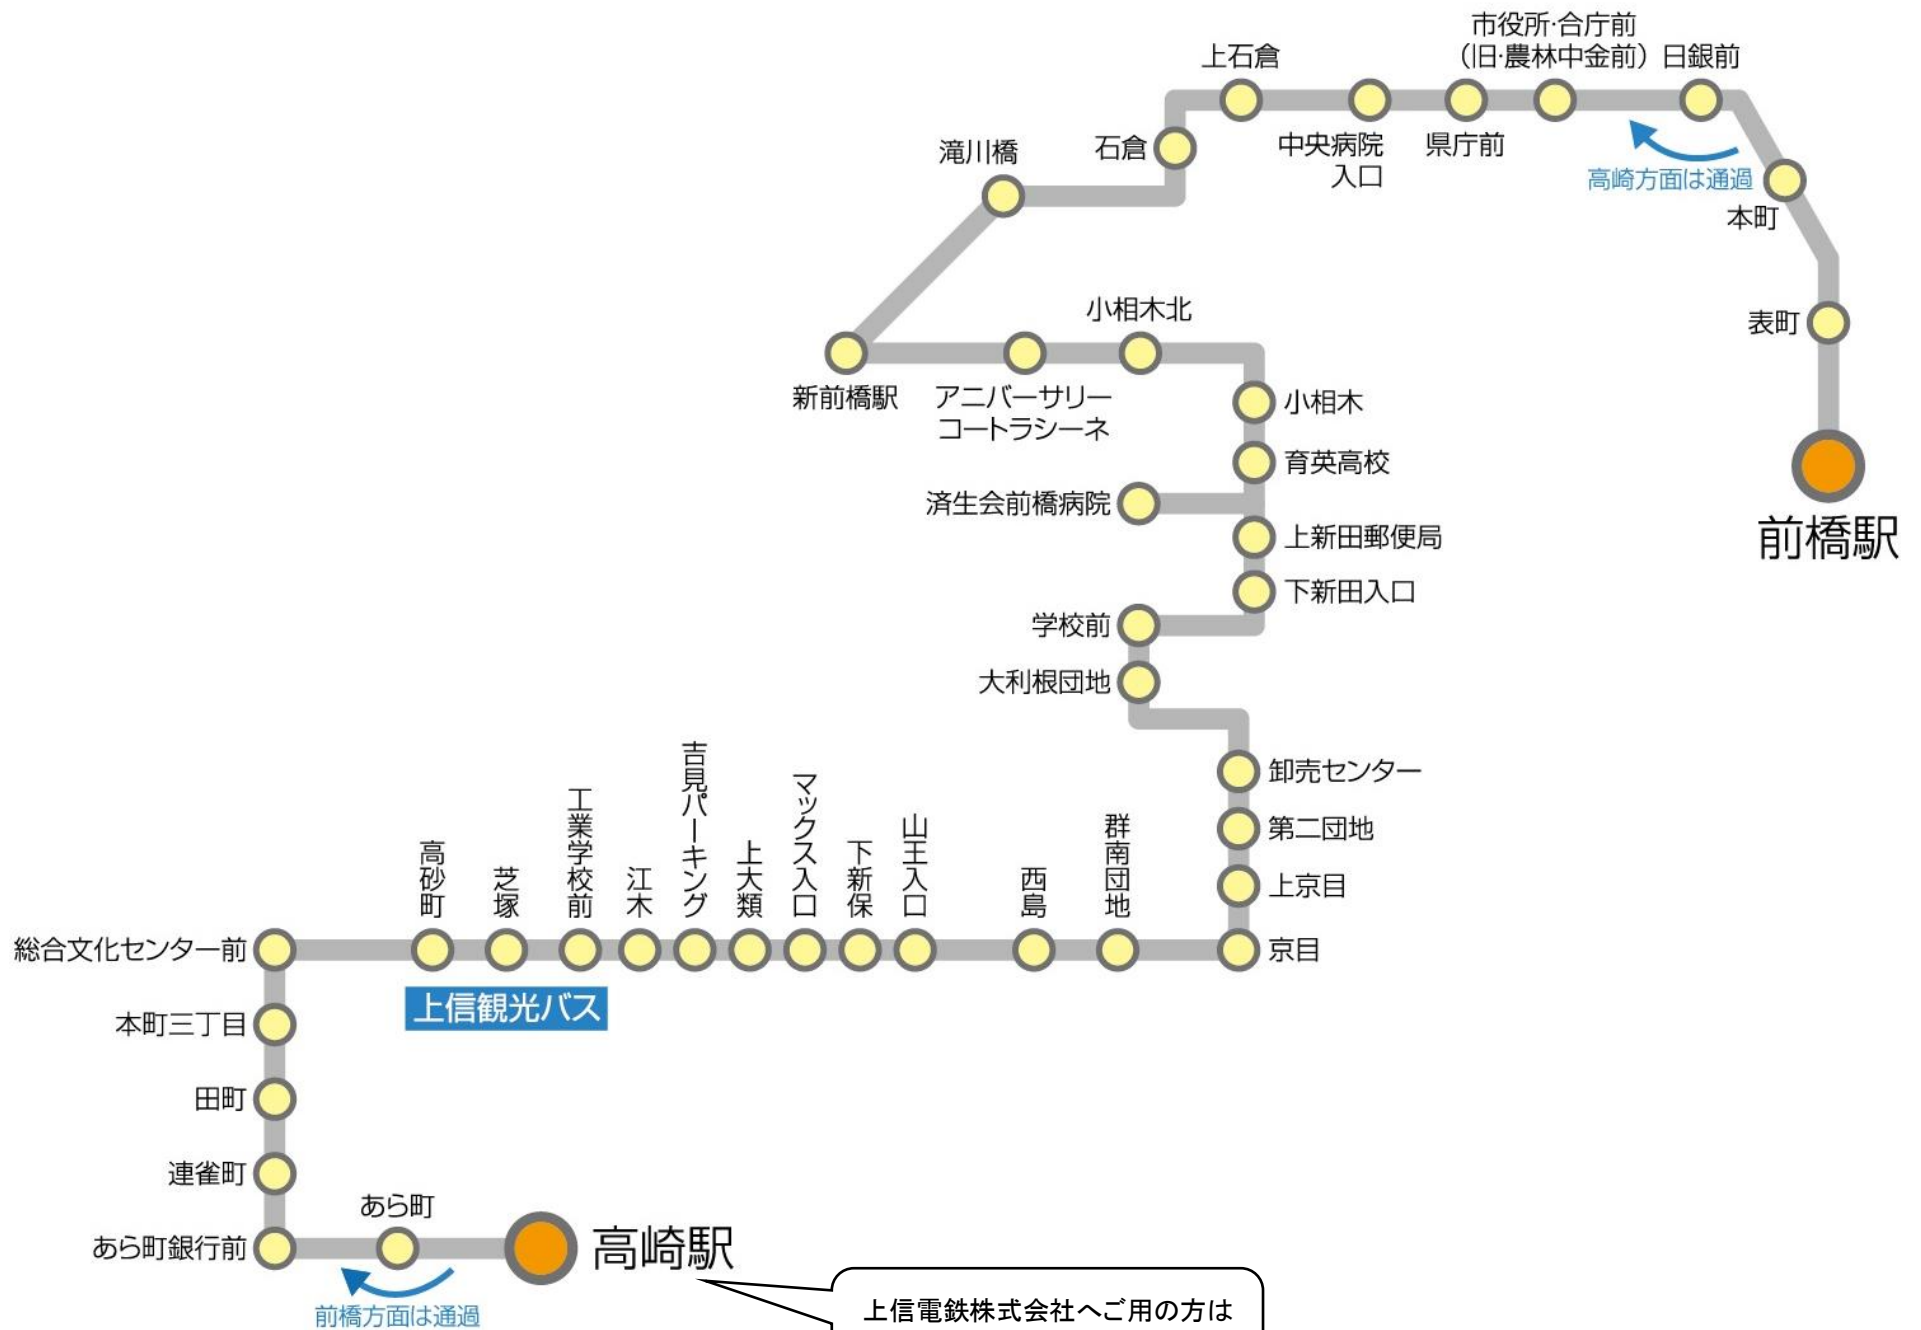 市役所・合庁前
（旧・農林中金前）
日銀前
上石倉
中央病院
入口
県庁前
石倉
滝川橋
高崎方面は通過
本町
表町
前橋駅
小相木北
新前橋駅
アニバーサリー
コートラシーネ
小相木
育英高校
済生会前橋病院
上新田郵便局
下新田入口
学校前
大利根団地
卸売センター
第二団地
上京目
京目
群南団地
西島
山王入口
下新保
マックス入口
上大類
吉見パーキング
江木
工業学校前
芝塚
高砂町
総合文化センター前
上信観光バス
本町三丁目
田町
連雀町
あら町銀行前
あら町
高崎駅
前橋方面は通過
上信電鉄株式会社へご用の方は